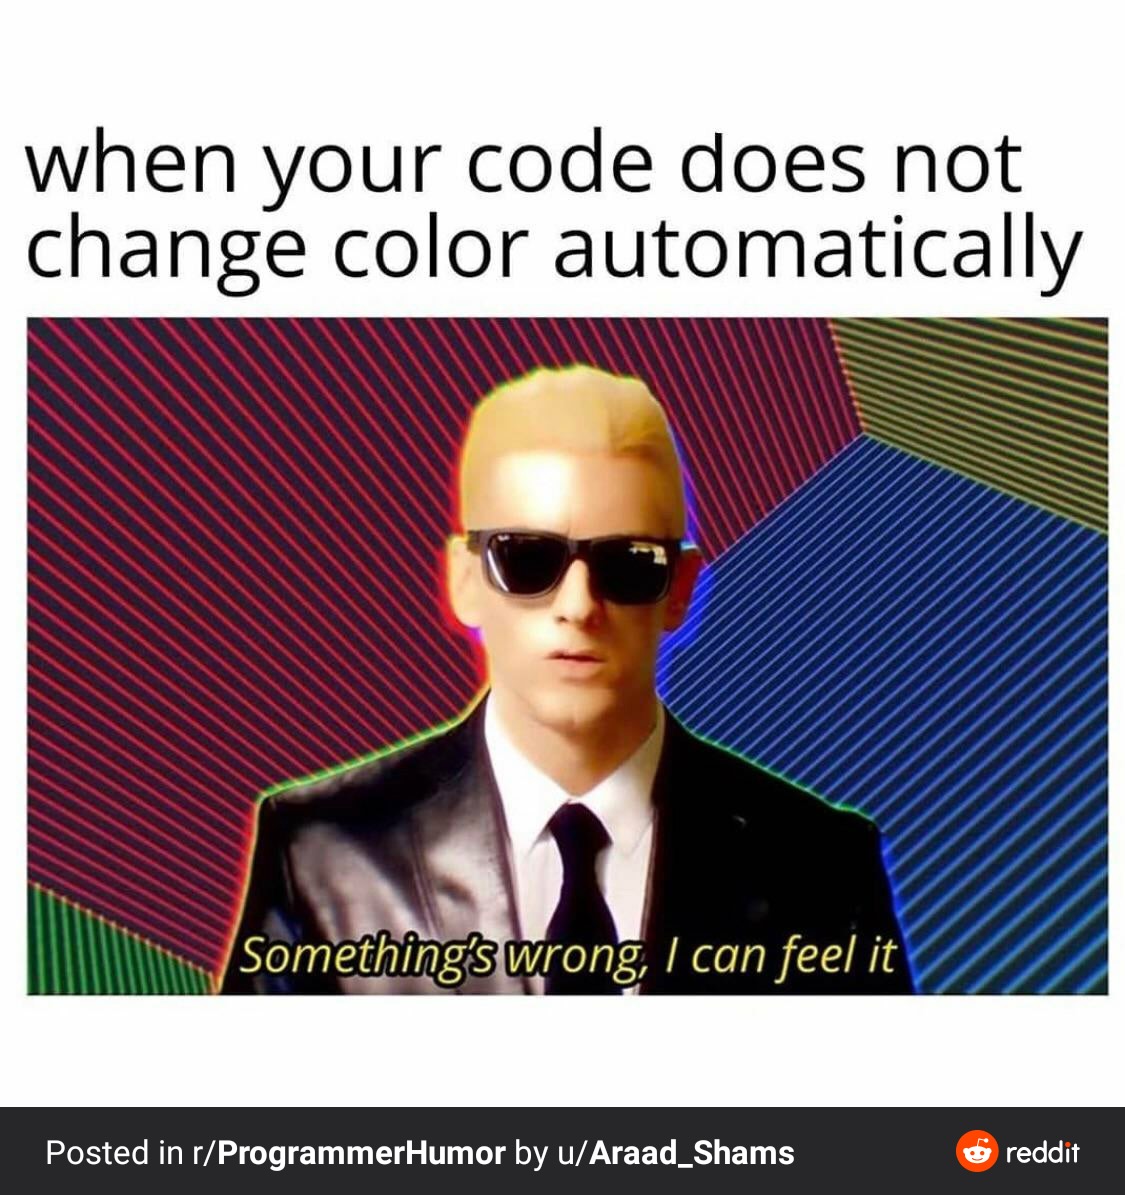 when your code does not
change color automatically
Something's wrong, I can feel it
Posted in r/ProgrammerHumor by u/Araad_Shams
reddit